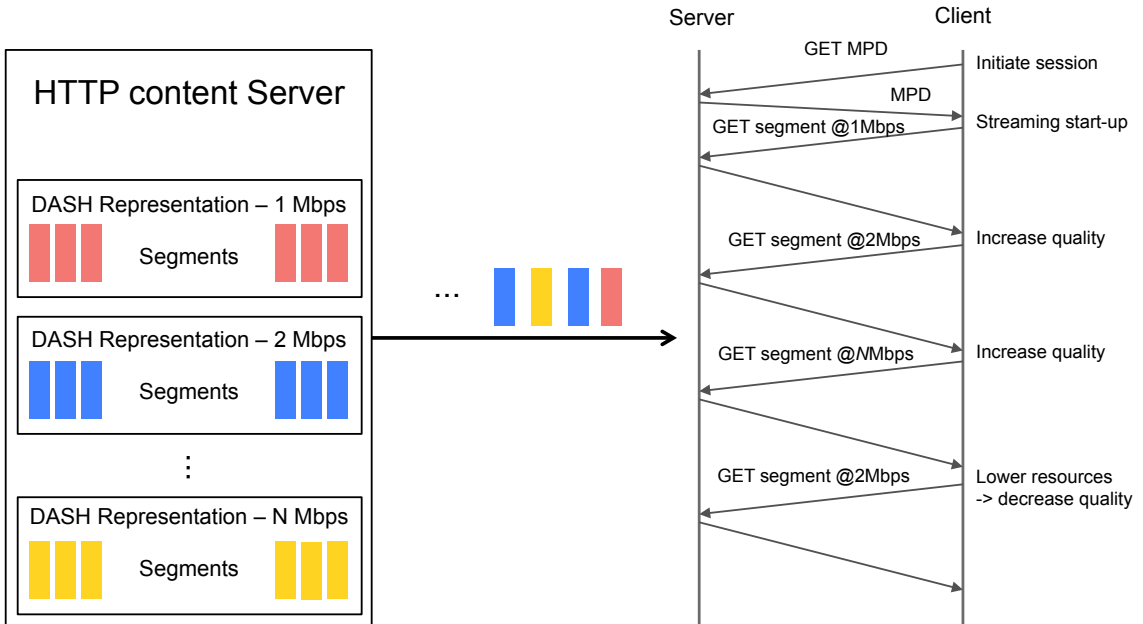 HTTP content Server
DASH Representation – 1 Mbps
Segments
DASH Representation – 2 Mbps
Segments
⋮
DASH Representation – N Mbps
Segments
...
Server
Client
GET MPD
Initiate session
MPD
Streaming start-up
GET segment @1Mbps
GET segment @2Mbps
Increase quality
GET segment @NMbps
Increase quality
GET segment @2Mbps
Lower resources
-> decrease quality